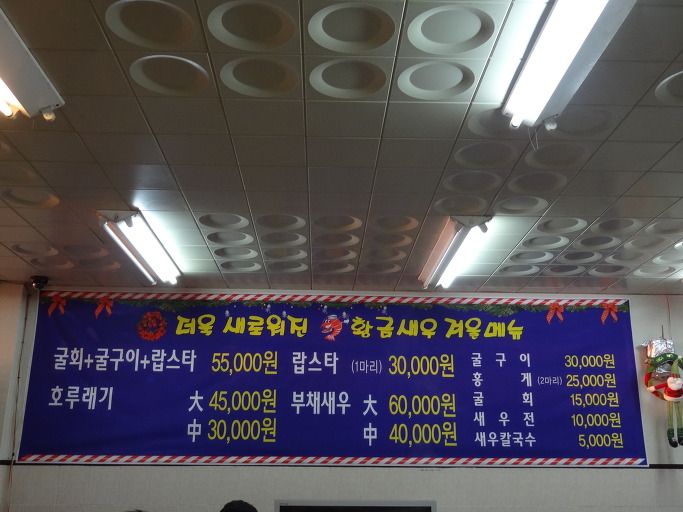 더욱 새로워진 황금새우 겨울메뉴
굴회+굴구이+랍스타 55,000원
호루래기 大 45,000원
中 30,000원
랍스타 (1마리) 30,000원
부채새우 大 60,000원
中 40,000원
굴 구 이 30,000원
홍 게 (2마리) 25,000원
굴 회 15,000원
새 우 전 10,000원
새우칼국수 5,000원